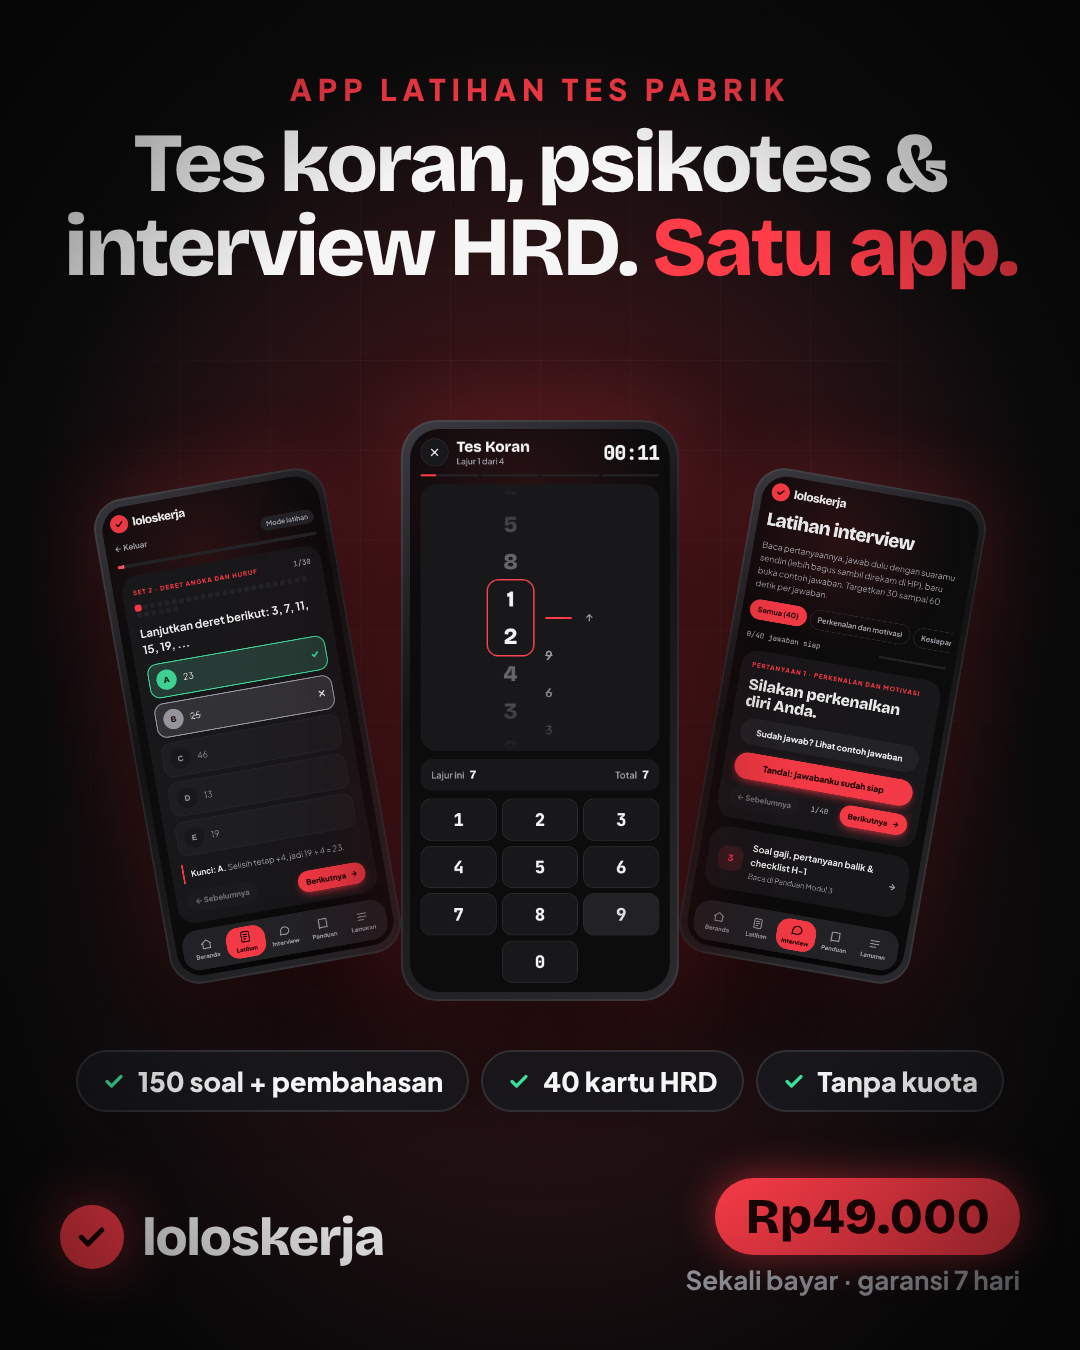 APP LATIHAN TES PABRIK
Tes koran, psikotes &
interview HRD. Satu app.
loloskerja
← Keluar
Mode latihan
SET 2 · DERET ANGKA DAN HURUF
1/38
Lanjutkan deret berikut: 3, 7, 11,
15, 19, ...
A 23
B 25
C 46
D 13
E 19
Kunci: A. Selisih tetap +4, jadi 19 + 4 = 23.
← Sebelumnya
Berikutnya →
Beranda
Latihan
Interview
Panduan
Lamaran
Tes Koran
Lajur 1 dari 4
00:11
5
8
1
2
9
4
6
3
3
Lajur ini 7
Total 7
1 2 3
4 5 6
7 8 9
0
loloskerja
Latihan interview
Baca pertanyaannya, jawab dulu dengan suaramu
sendiri (lebih bagus sambil direkam di HP), baru
buka contoh jawaban. Targetkan 30 sampai 60
detik per jawaban.
Semua (40)
Perkenalan dan motivasi
Kesiapan
0/40 jawaban siap
PERTANYAAN 1 · PERKENALAN DAN MOTIVASI
Silakan perkenalkan
diri Anda.
Sudah jawab? Lihat contoh jawaban
Tandai: jawabanku sudah siap
← Sebelumnya
1/40
Berikutnya →
3
Soal gaji, pertanyaan balik &
checklist H-1
Baca di Panduan Modul 3
→
Beranda
Latihan
Interview
Panduan
Lamaran
150 soal + pembahasan
40 kartu HRD
Tanpa kuota
loloskerja
Rp49.000
Sekali bayar · garansi 7 hari